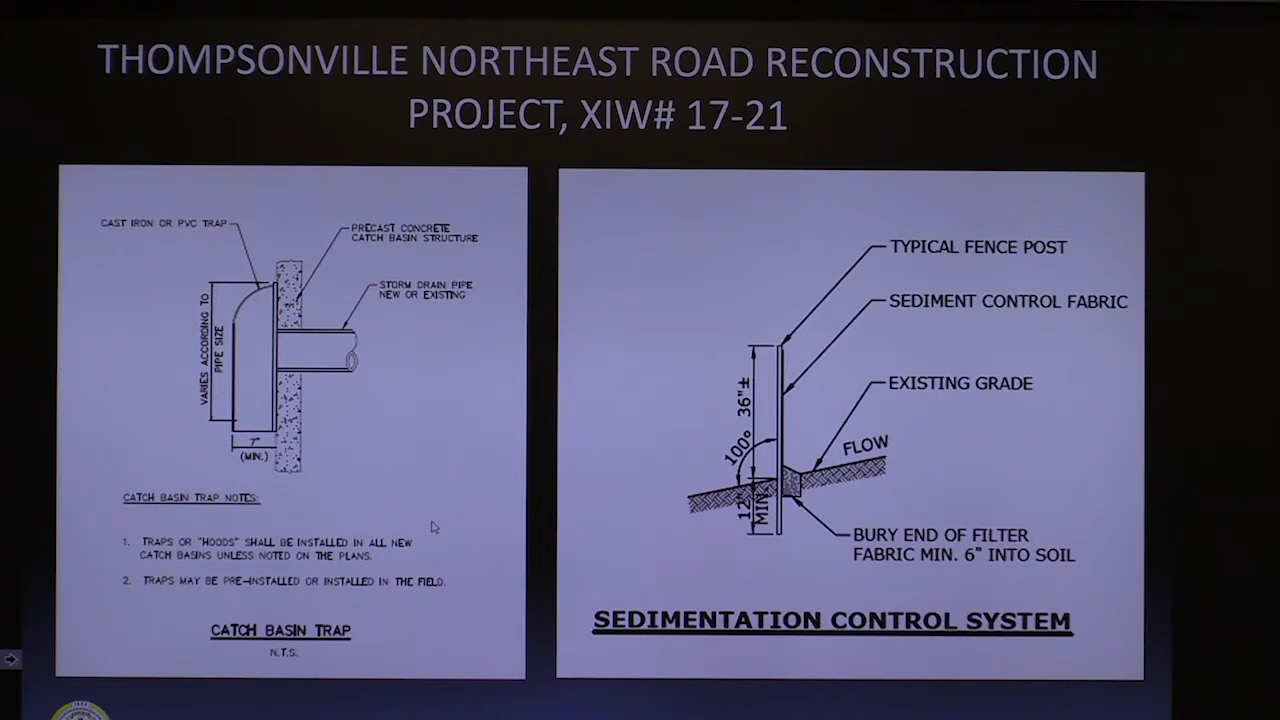 THOMPSONVILLE NORTHEAST ROAD RECONSTRUCTION
PROJECT, XIW# 17-21
CAST IRON OR PVC TRAP
PRECAST CONCRETE
CATCH BASIN STRUCTURE
STORM DRAIN PIPE
NEW OR EXISTING
VARIES ACCORDING TO
PIPE SIZE
7"
(MIN.)
CATCH BASIN TRAP NOTES:
1. TRAPS OR "HOODS" SHALL BE INSTALLED IN ALL NEW
CATCH BASINS UNLESS NOTED ON THE PLANS.
2. TRAPS MAY BE PRE-INSTALLED OR INSTALLED IN THE FIELD.
CATCH BASIN TRAP
N.T.S.
TYPICAL FENCE POST
SEDIMENT CONTROL FABRIC
EXISTING GRADE
36"±
100°
FLOW
12"
MIN.
BURY END OF FILTER
FABRIC MIN. 6" INTO SOIL
SEDIMENTATION CONTROL SYSTEM